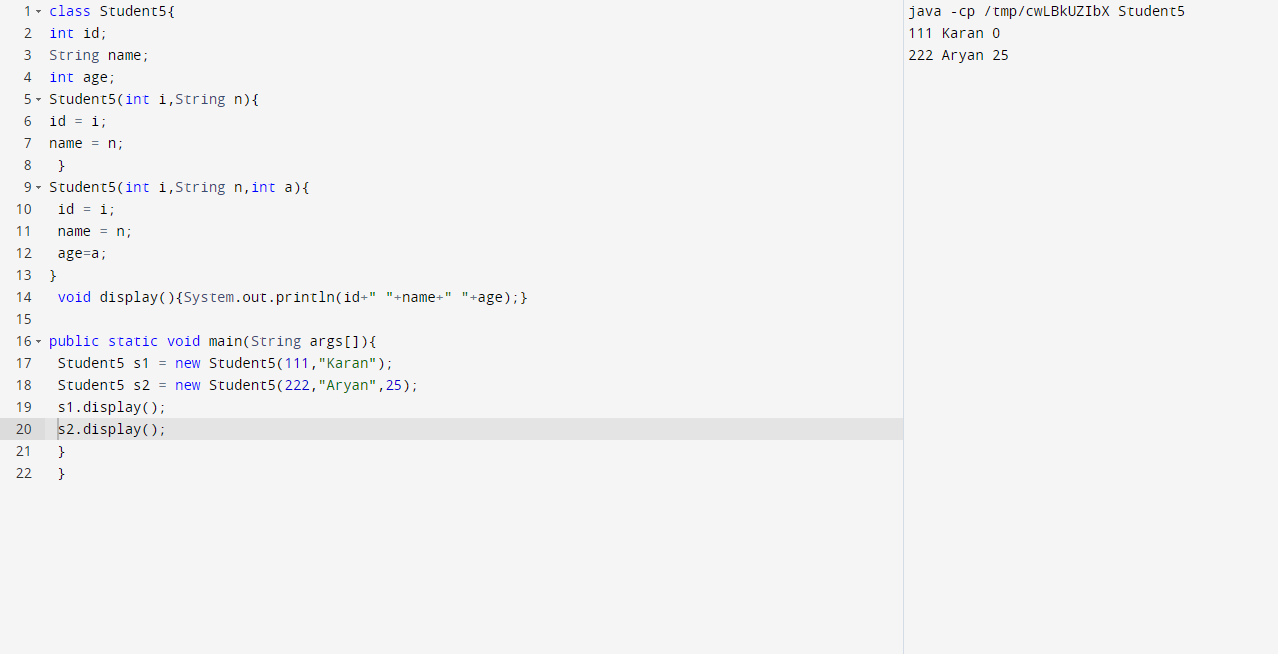 1 class Student5{
2 int id;
3 String name;
4 int age;
5 Student5(int i,String n){
6 id = i;
7 name = n;
8  }
9 Student5(int i,String n,int a){
10  id = i;
11  name = n;
12  age=a;
13 }
14  void display(){System.out.println(id+" "+name+" "+age);}
15
16 public static void main(String args[]){
17  Student5 s1 = new Student5(111,"Karan");
18  Student5 s2 = new Student5(222,"Aryan",25);
19  s1.display();
20  s2.display();
21  }
22  }
java -cp /tmp/cwLBkUZIbX Student5
111 Karan 0
222 Aryan 25